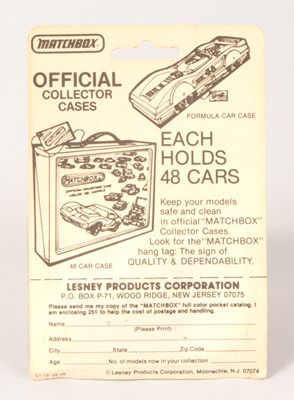 MATCHBOX
OFFICIAL
COLLECTOR
CASES
FORMULA CAR CASE
EACH
HOLDS
48 CARS
MATCHBOX
Keep your models
safe and clean
in official "MATCHBOX"
Collector Cases.
Look for the "MATCHBOX"
hang tag: The sign of
QUALITY & DEPENDABILITY.
48 CAR CASE
LESNEY PRODUCTS CORPORATION
P.O. BOX P-71, WOOD RIDGE, NEW JERSEY 07075
Please send me my copy of the "MATCHBOX" full color pocket catalog. I
am enclosing 25¢ to help the cost of postage and handling.
Name
(Please Print)
Address
City State Zip Code
Age No. of models now in your collection
© Lesney Products Corporation, Moonachie, N.J. 07074